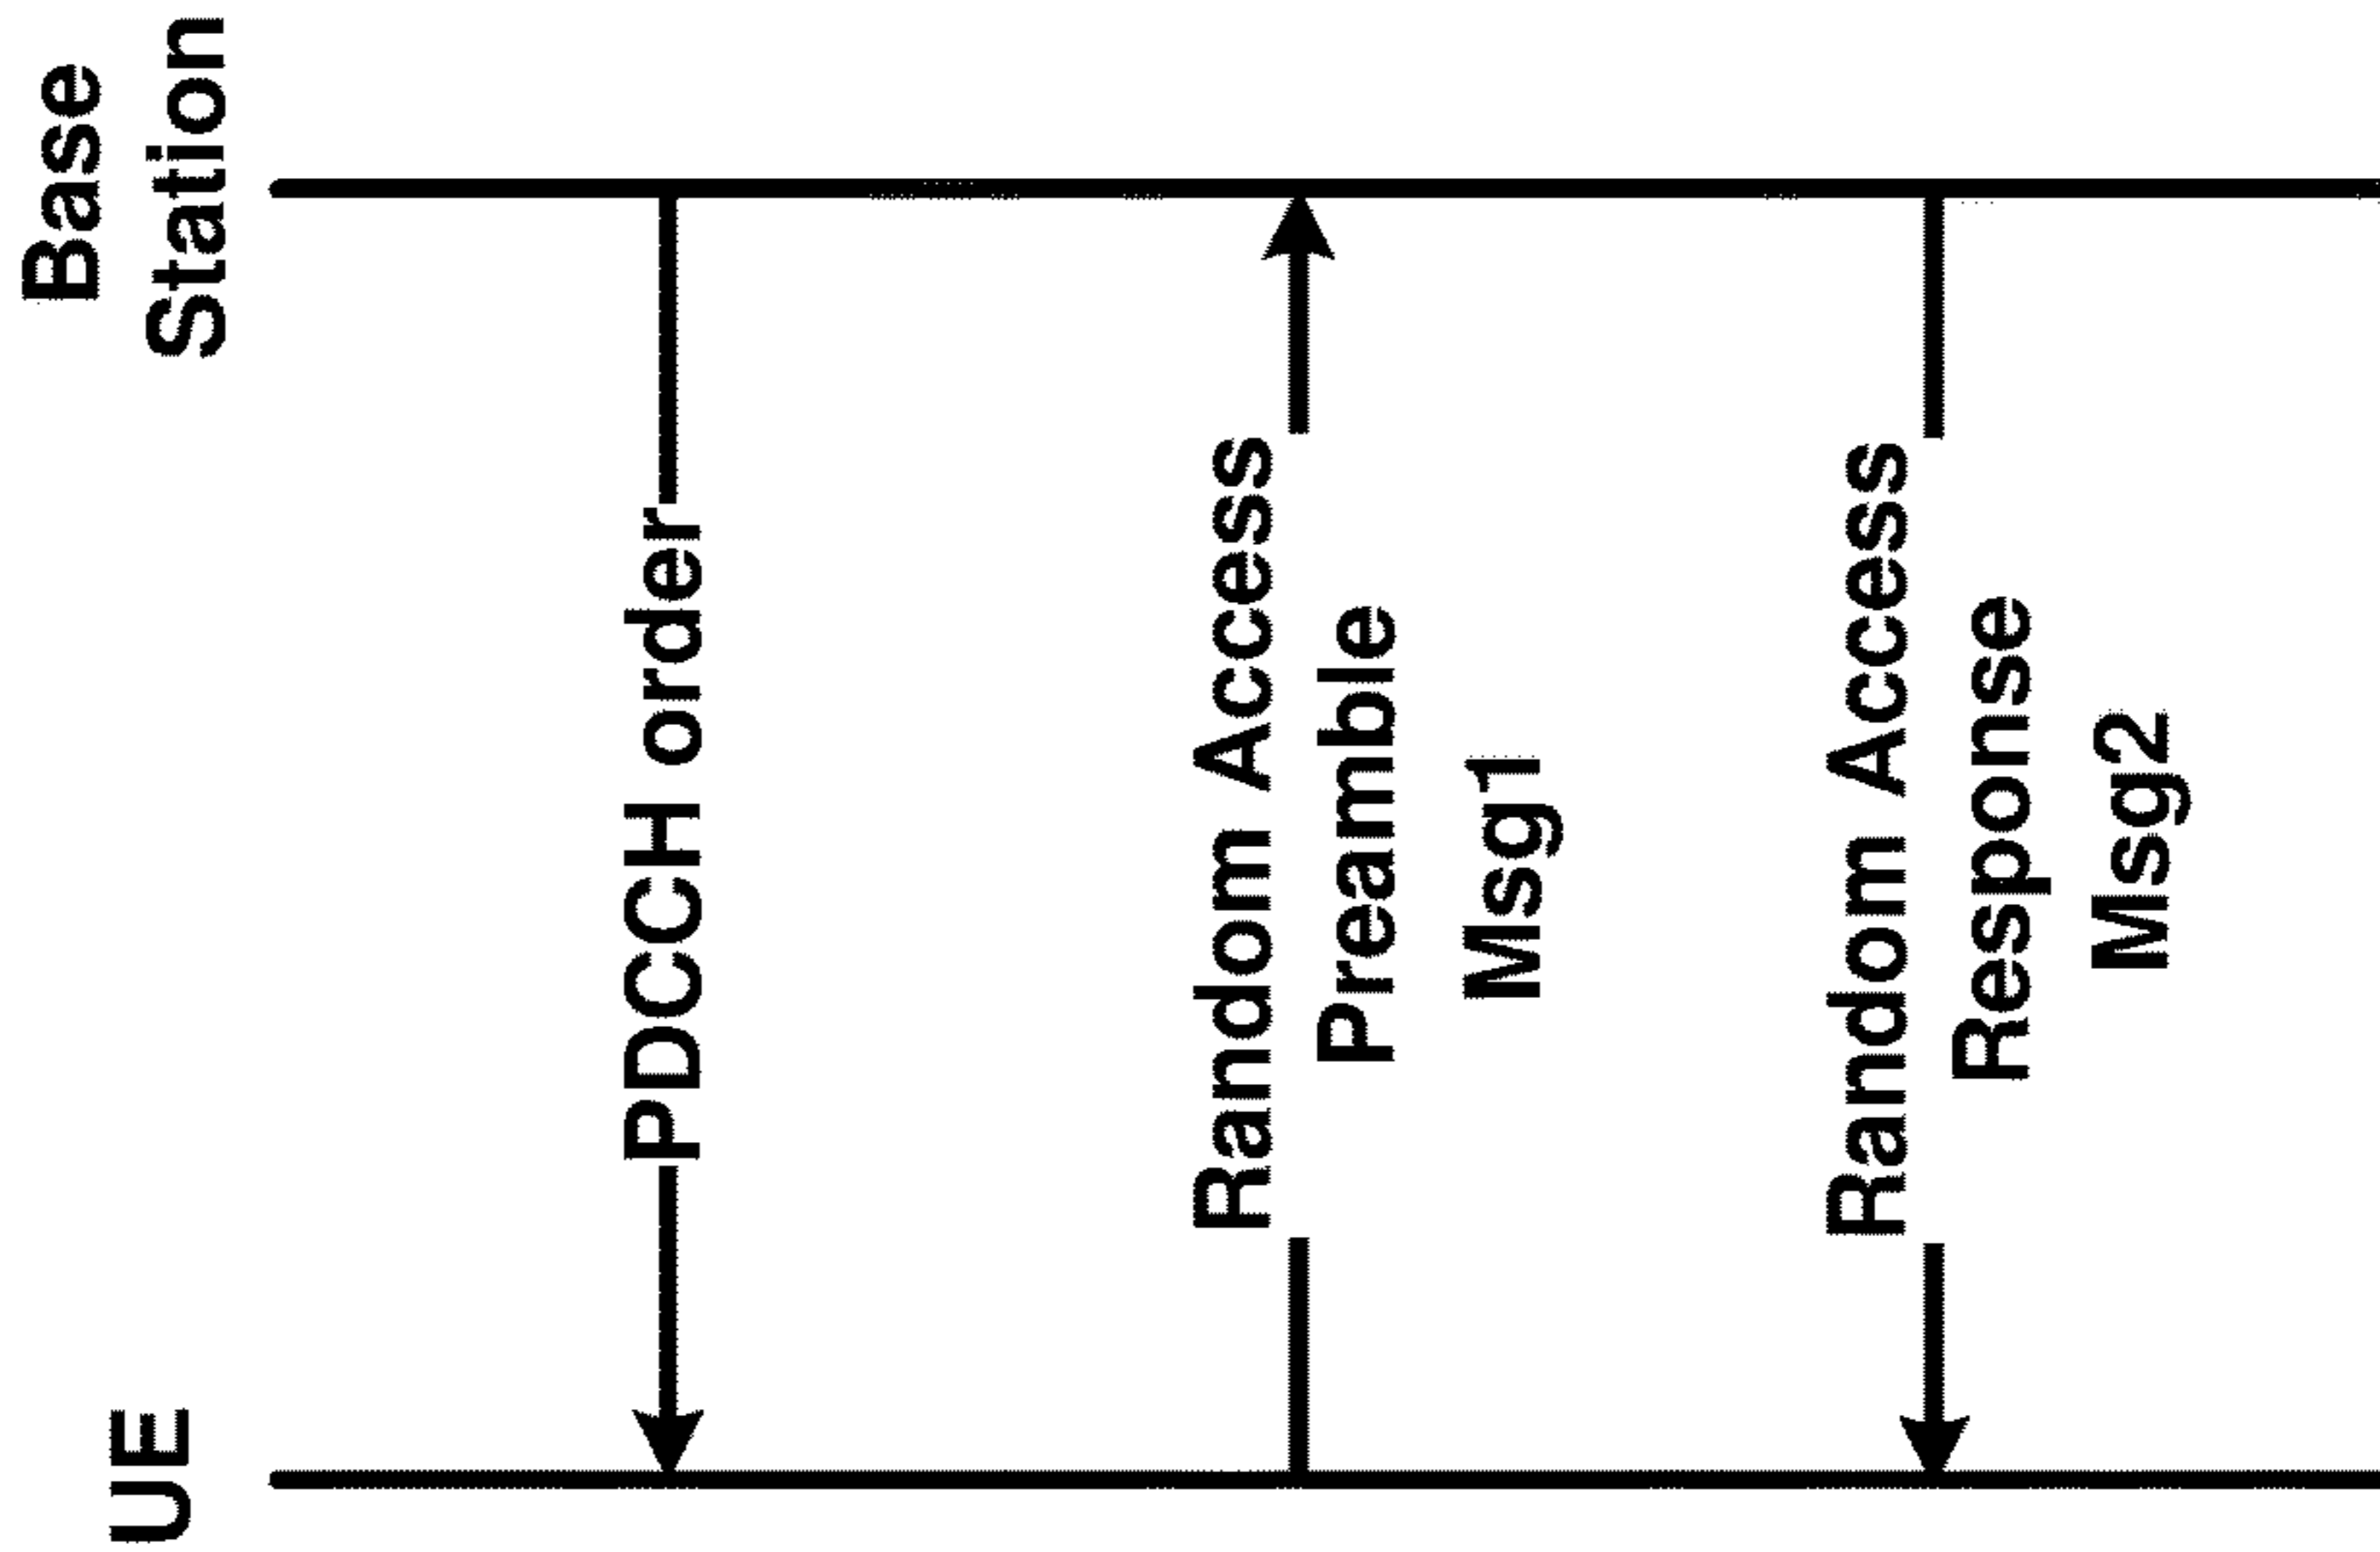 UE
Base
Station
PDCCH order
Random Access
Preamble
Msg1
Random Access
Response
Msg2